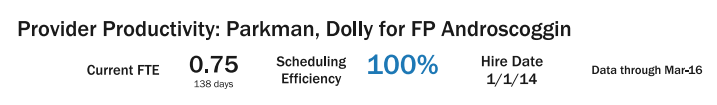 Provider Productivity: Parkman, Dolly for FP Androscoggin
Current FTE 0.75
138 days
Scheduling Efficiency 100%
Hire Date
1/1/14
Data through Mar-16